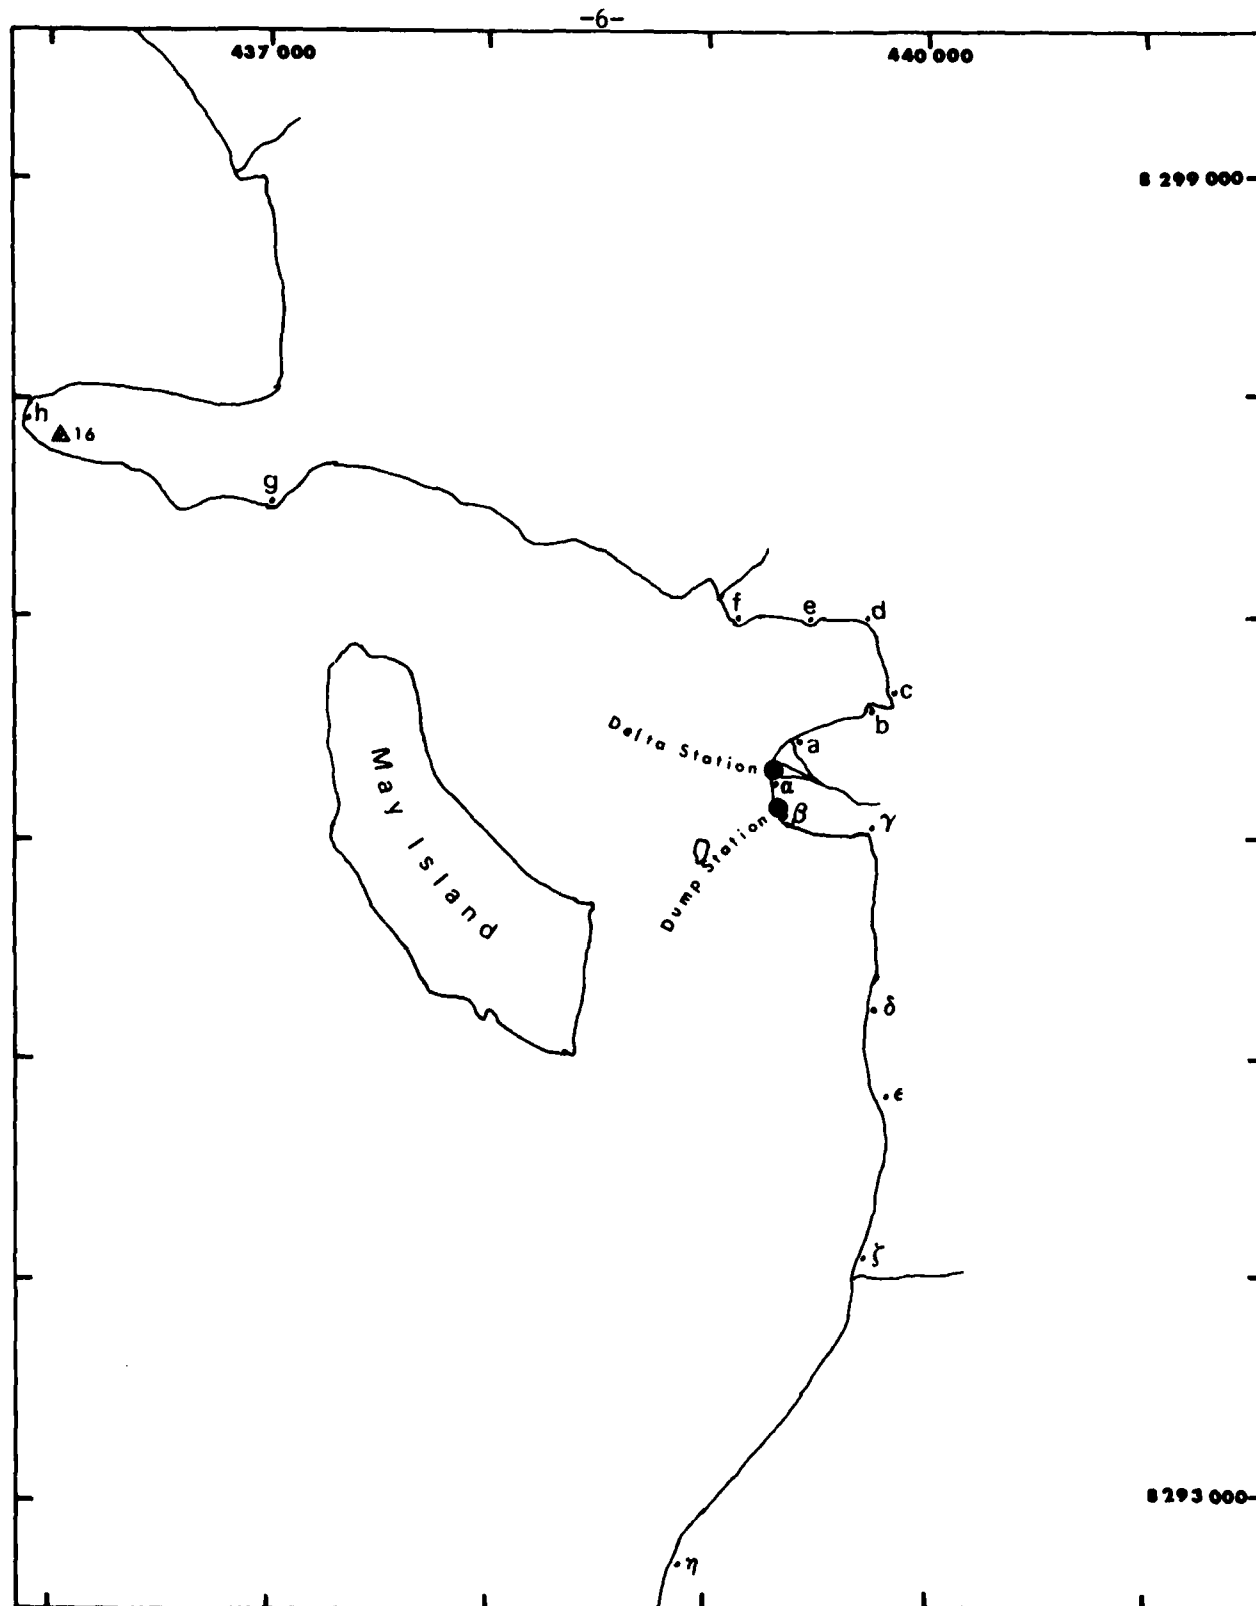 -6-
437 000
440 000
8 299 000
h
16
g
f
e
d
c
b
a
Delta Station
α
β
γ
Dump Station
May Island
δ
ε
ζ
8 293 000
η